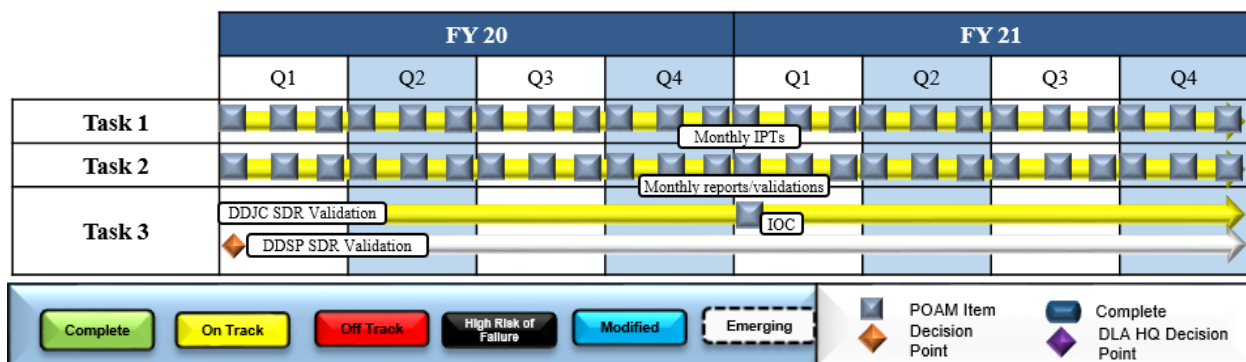 FY 20 FY 21
Q1 Q2 Q3 Q4 Q1 Q2 Q3 Q4
Task 1
Monthly IPTs
Task 2
Monthly reports/validations
Task 3
DDJC SDR Validation
IOC
DDSP SDR Validation
Complete
On Track
Off Track
High Risk of
Failure
Modified
Emerging
POAM Item
Decision
Point
Complete
DLA HQ Decision
Point